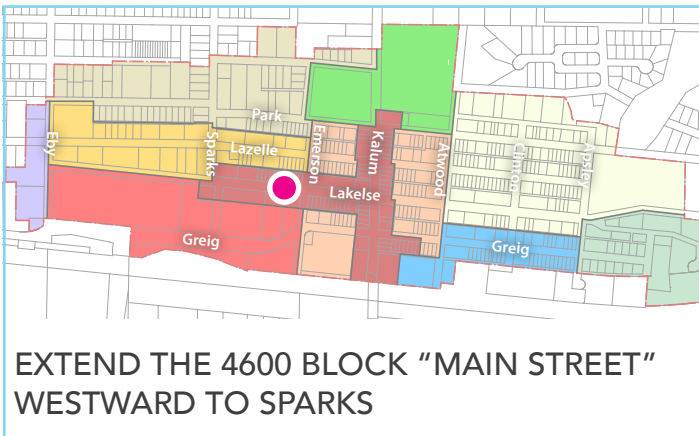 Park
Eby
Sparks
Lazelle
Emerson
Kalum
Atwood
Clinton
Apsley
Lakelse
Greig
Greig
EXTEND THE 4600 BLOCK “MAIN STREET”
WESTWARD TO SPARKS